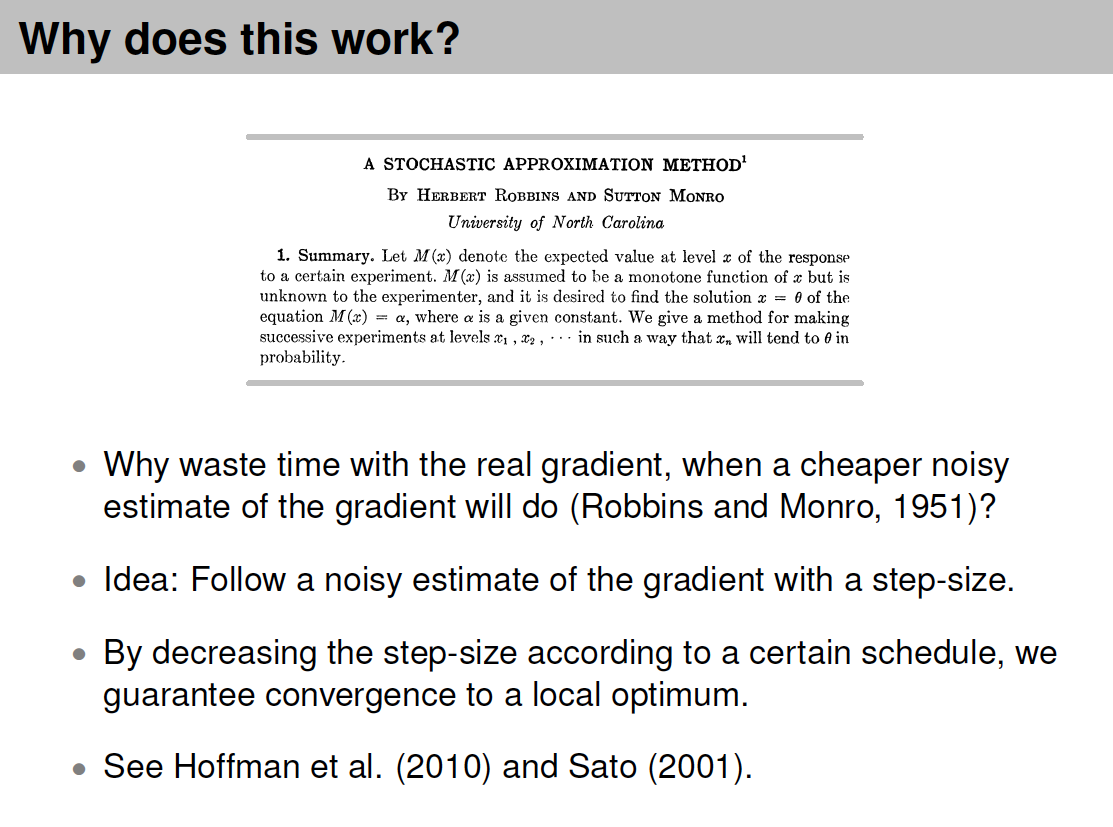 Why does this work?
A STOCHASTIC APPROXIMATION METHOD¹
By Herbert Robbins and Sutton Monro
University of North Carolina
1. Summary. Let M(x) denote the expected value at level x of the response
to a certain experiment. M(x) is assumed to be a monotone function of x but is
unknown to the experimenter, and it is desired to find the solution x = θ of the
equation M(x) = α, where α is a given constant. We give a method for making
successive experiments at levels x₁ , x₂ , ··· in such a way that xₙ will tend to θ in
probability.
• Why waste time with the real gradient, when a cheaper noisy
estimate of the gradient will do (Robbins and Monro, 1951)?
• Idea: Follow a noisy estimate of the gradient with a step-size.
• By decreasing the step-size according to a certain schedule, we
guarantee convergence to a local optimum.
• See Hoffman et al. (2010) and Sato (2001).